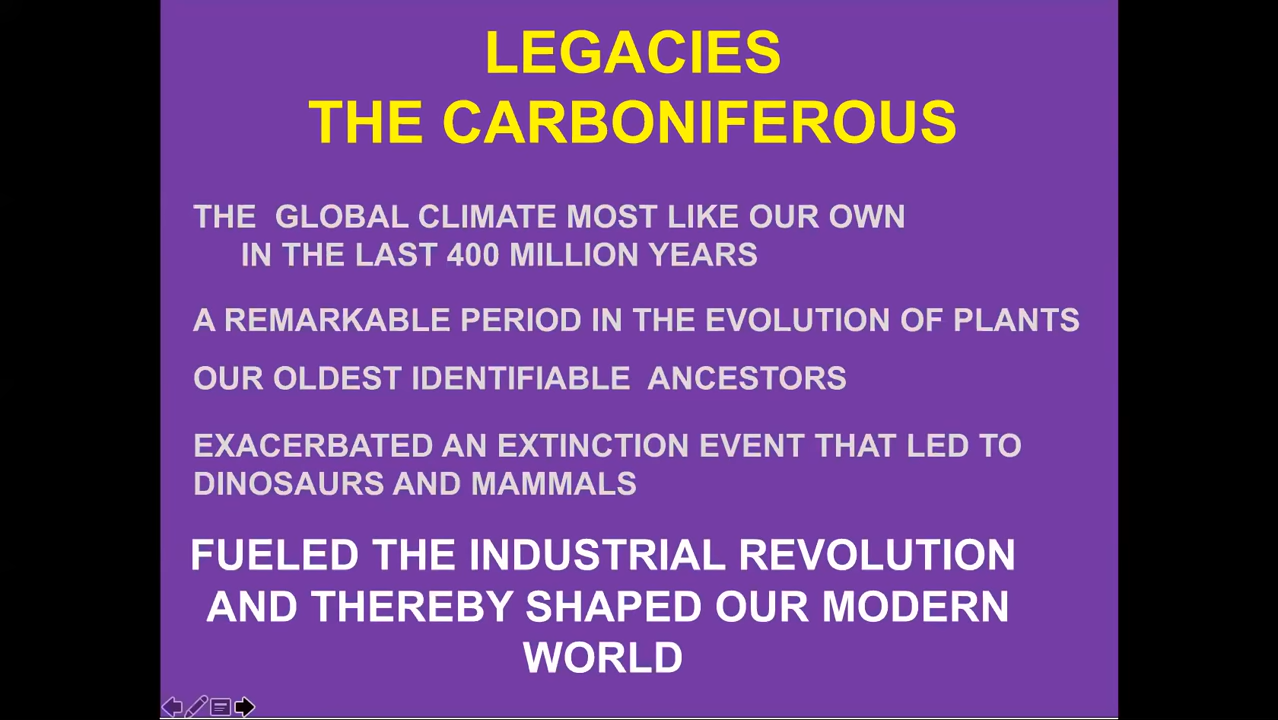 LEGACIES
THE CARBONIFEROUS
THE GLOBAL CLIMATE MOST LIKE OUR OWN
IN THE LAST 400 MILLION YEARS
A REMARKABLE PERIOD IN THE EVOLUTION OF PLANTS
OUR OLDEST IDENTIFIABLE ANCESTORS
EXACERBATED AN EXTINCTION EVENT THAT LED TO
DINOSAURS AND MAMMALS
FUELED THE INDUSTRIAL REVOLUTION
AND THEREBY SHAPED OUR MODERN
WORLD